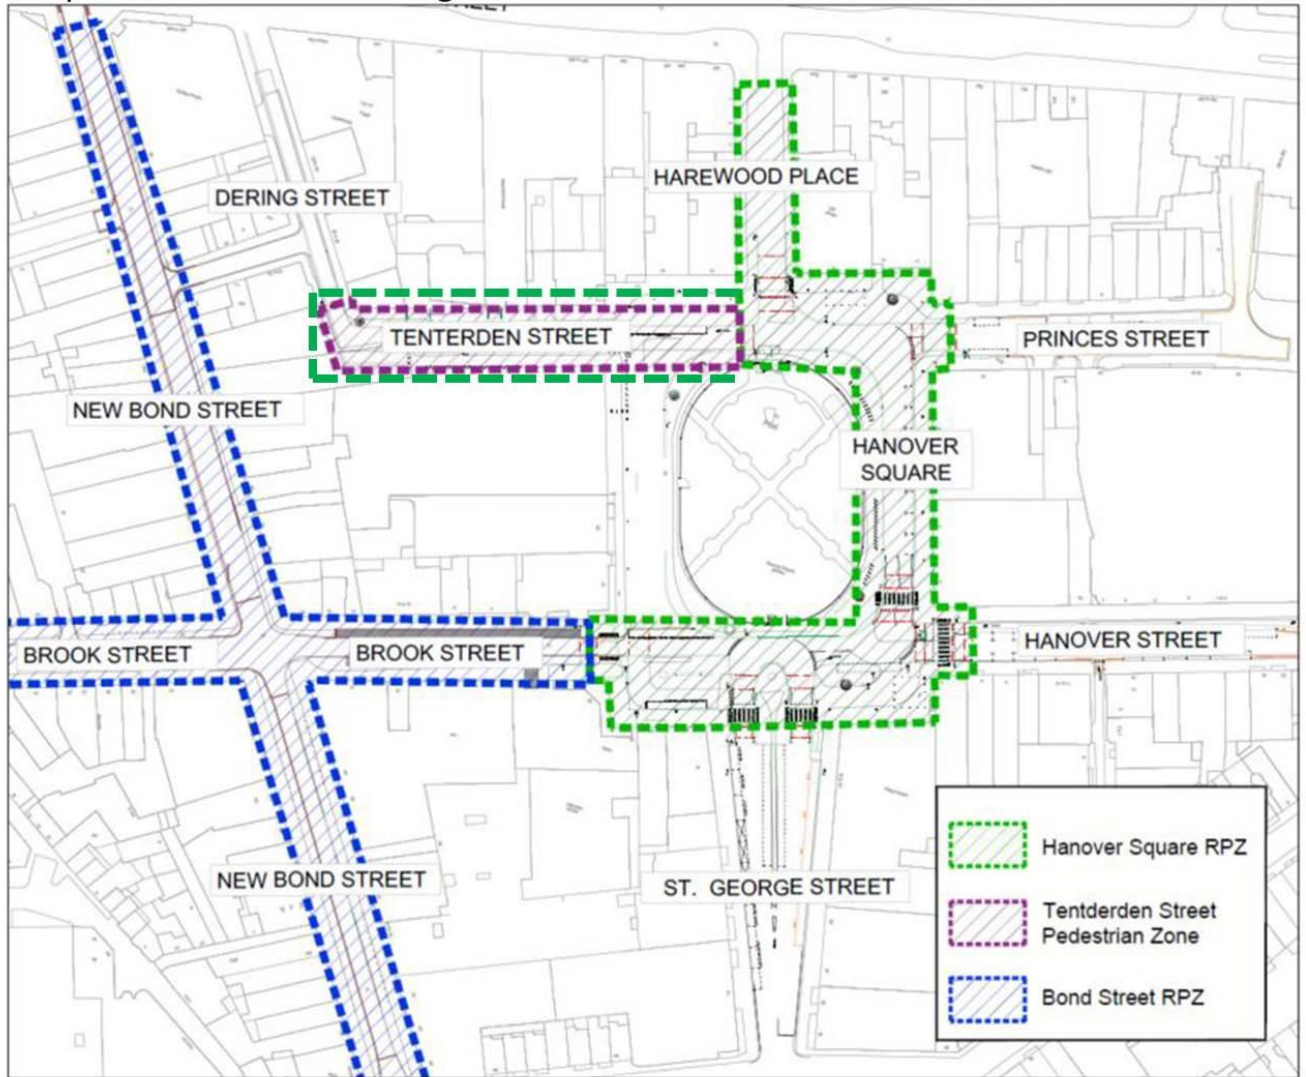 DERING STREET
HAREWOOD PLACE
TENTERDEN STREET
PRINCES STREET
NEW BOND STREET
HANOVER
SQUARE
BROOK STREET
BROOK STREET
HANOVER STREET
NEW BOND STREET
ST. GEORGE STREET
Hanover Square RPZ
Tentderden Street
Pedestrian Zone
Bond Street RPZ